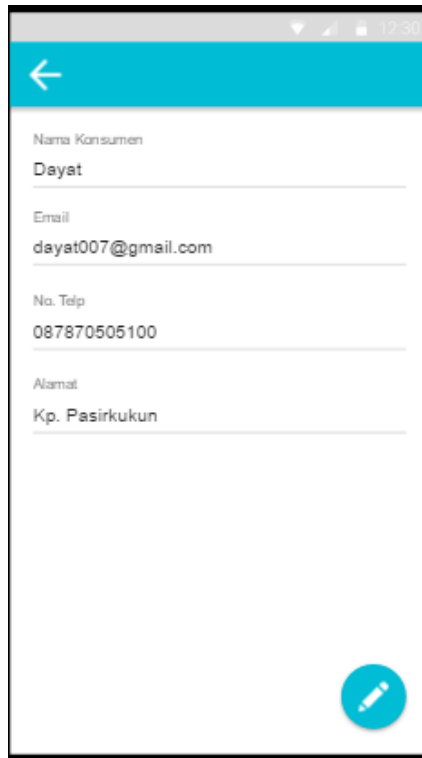 12:30
Nama Konsumen
Dayat
Email
dayat007@gmail.com
No. Telp
087870505100
Alamat
Kp. Pasirkukun